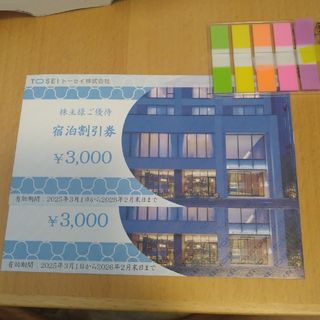 TOSEI トーセイ株式会社
株主様ご優待
宿泊割引券
¥3,000
有効期間：2025年3月1日から2026年2月末日まで
¥3,000
有効期間：2025年3月1日から2026年2月末日まで